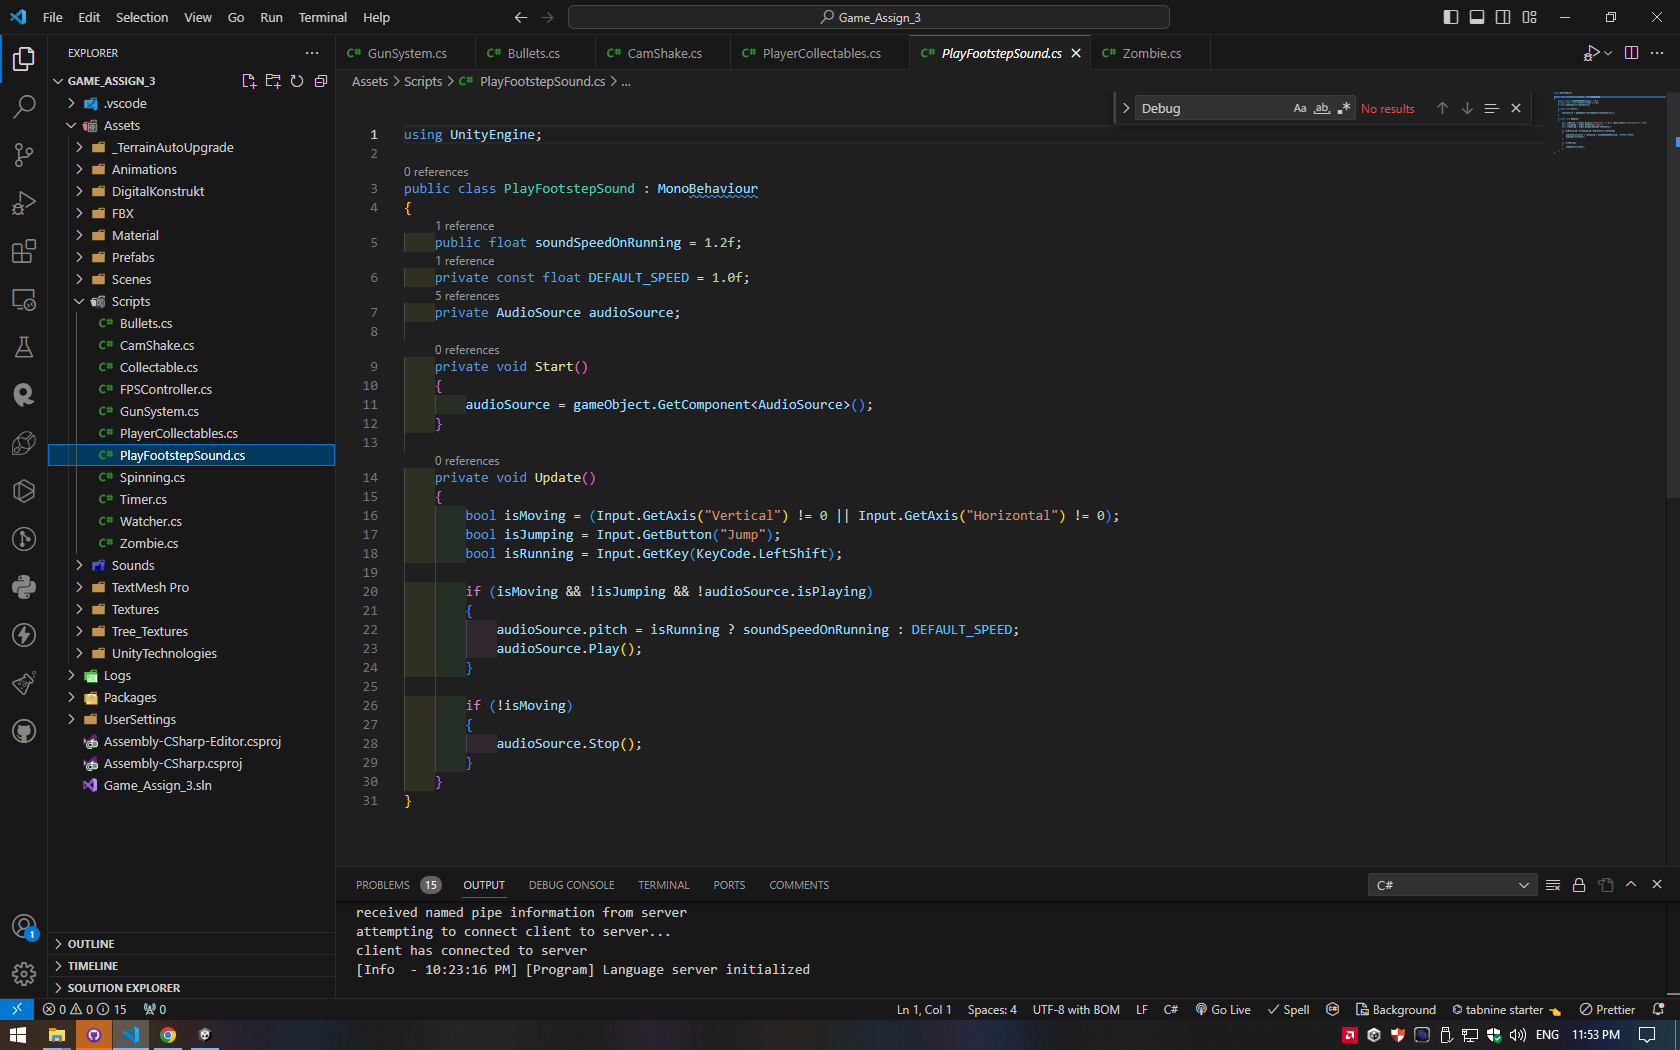 File Edit Selection View Go Run Terminal Help
Game_Assign_3
EXPLORER
GunSystem.cs Bullets.cs CamShake.cs PlayerCollectables.cs PlayFootstepSound.cs Zombie.cs
GAME_ASSIGN_3
.vscode
Assets
_TerrainAutoUpgrade
Animations
DigitalKonstrukt
FBX
Material
Prefabs
Scenes
Scripts
Bullets.cs
CamShake.cs
Collectable.cs
FPSController.cs
GunSystem.cs
PlayerCollectables.cs
PlayFootstepSound.cs
Spinning.cs
Timer.cs
Watcher.cs
Zombie.cs
Sounds
TextMesh Pro
Textures
Tree_Textures
UnityTechnologies
Logs
Packages
UserSettings
Assembly-CSharp-Editor.csproj
Assembly-CSharp.csproj
Game_Assign_3.sln
OUTLINE
TIMELINE
SOLUTION EXPLORER
Assets > Scripts > C# PlayFootstepSound.cs > ...
Debug Aa ab .* No results
1 using UnityEngine;
2
0 references
3 public class PlayFootstepSound : MonoBehaviour
4 {
1 reference
5 public float soundSpeedOnRunning = 1.2f;
1 reference
6 private const float DEFAULT_SPEED = 1.0f;
5 references
7 private AudioSource audioSource;
8
0 references
9 private void Start()
10 {
11 audioSource = gameObject.GetComponent<AudioSource>();
12 }
13
0 references
14 private void Update()
15 {
16 bool isMoving = (Input.GetAxis("Vertical") != 0 || Input.GetAxis("Horizontal") != 0);
17 bool isJumping = Input.GetButton("Jump");
18 bool isRunning = Input.GetKey(KeyCode.LeftShift);
19
20 if (isMoving && !isJumping && !audioSource.isPlaying)
21 {
22 audioSource.pitch = isRunning ? soundSpeedOnRunning : DEFAULT_SPEED;
23 audioSource.Play();
24 }
25
26 if (!isMoving)
27 {
28 audioSource.Stop();
29 }
30 }
31 }
PROBLEMS 15 OUTPUT DEBUG CONSOLE TERMINAL PORTS COMMENTS
C#
received named pipe information from server
attempting to connect client to server...
client has connected to server
[Info  - 10:23:16 PM] [Program] Language server initialized
1
0 0 15 0 Ln 1, Col 1 Spaces: 4 UTF-8 with BOM LF C# Go Live Spell Background tabnine starter Prettier
ENG 11:53 PM